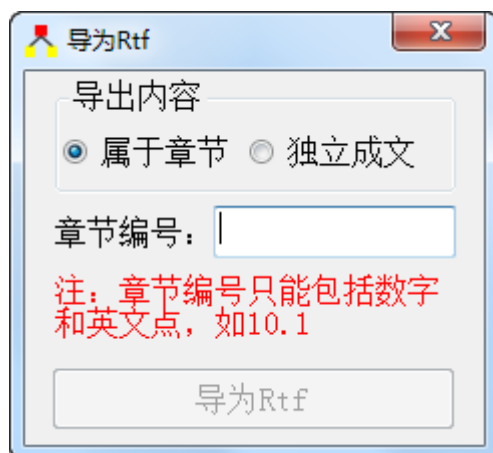 导为Rtf
导出内容
属于章节 独立成文
章节编号：
注：章节编号只能包括数字
和英文点，如10.1
导为Rtf